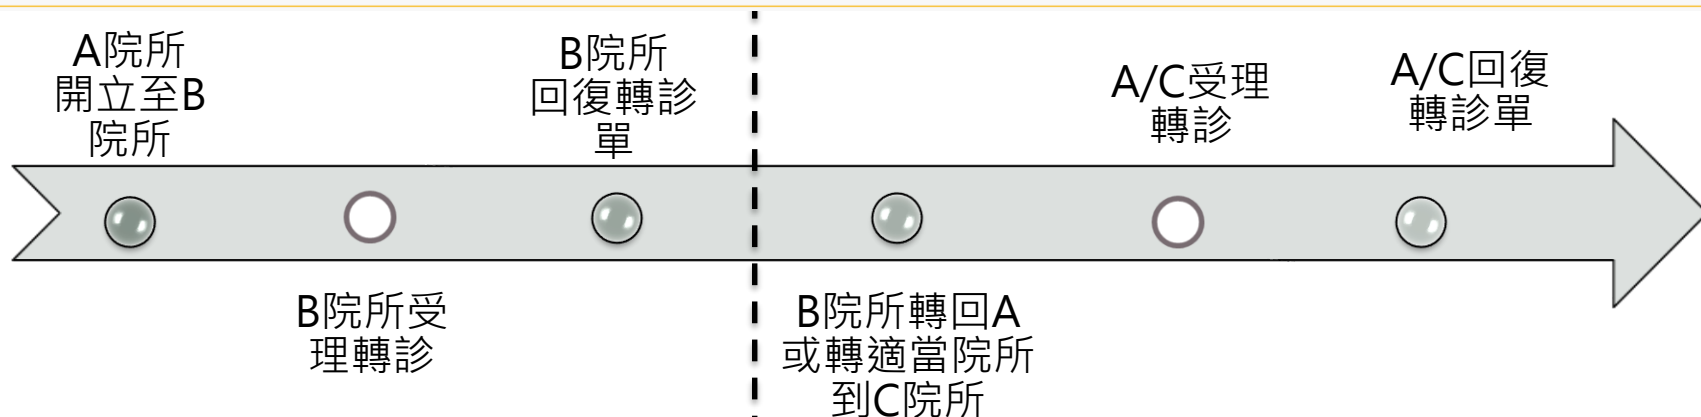 A院所
開立至B
院所
B院所受
理轉診
B院所
回復轉診
單
B院所轉回A
或轉適當院所
到C院所
A/C受理
轉診
A/C回復
轉診單